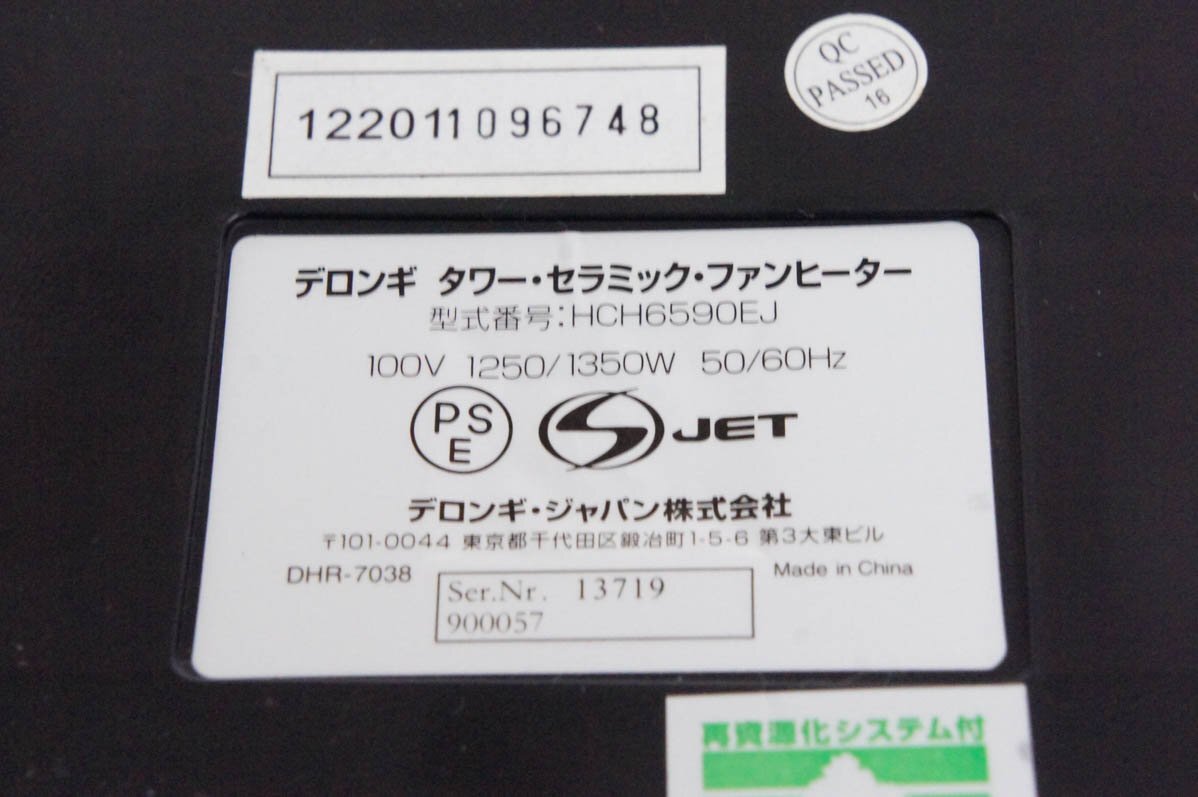 122011096748
QC
PASSED
16
デロンギ タワー・セラミック・ファンヒーター
型式番号:HCH6590EJ
100V 1250/1350W 50/60Hz
PS
E
JET
デロンギ・ジャパン株式会社
〒101-0044 東京都千代田区鍛冶町1-5-6 第3大東ビル
DHR-7038
Made in China
Ser.Nr. 13719
900057
再資源化システム付